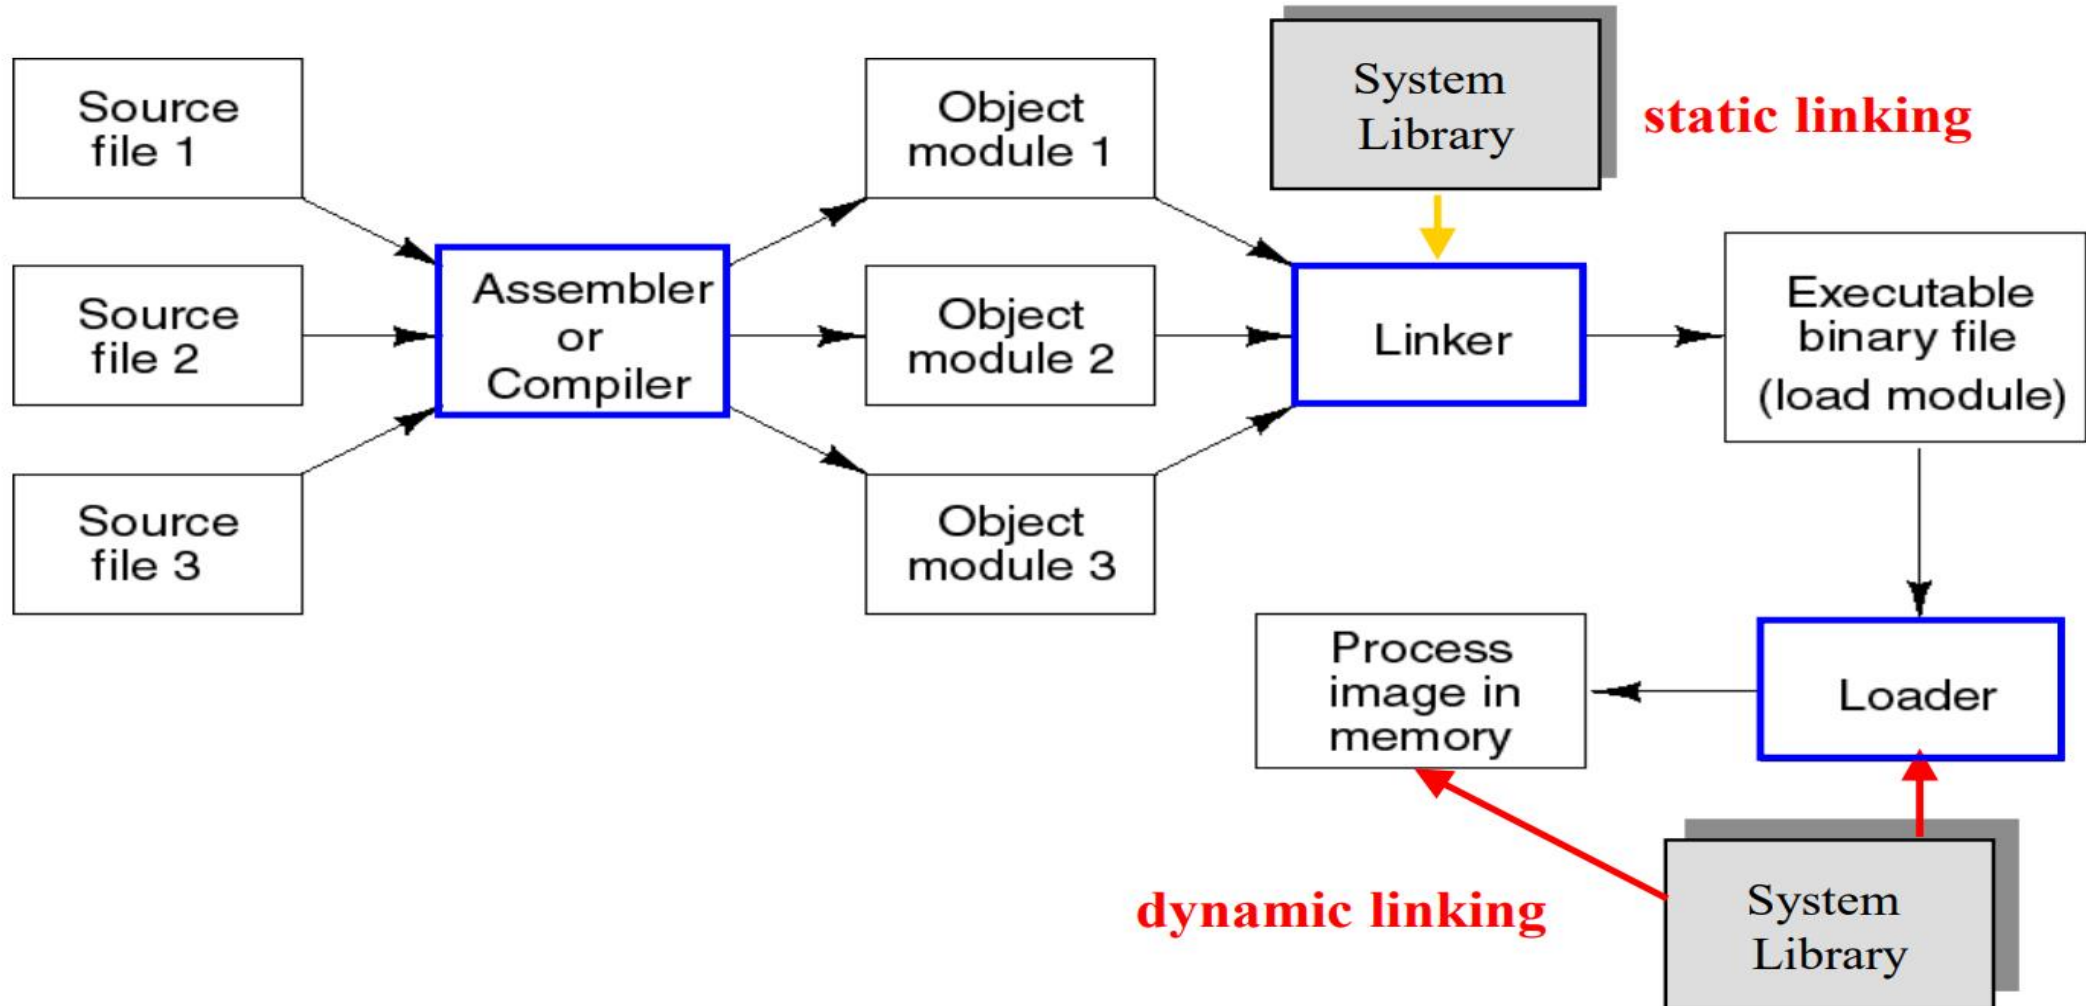 Source
file 1
Source
file 2
Source
file 3
Assembler
or
Compiler
Object
module 1
Object
module 2
Object
module 3
System
Library
static linking
Linker
Executable
binary file
(load module)
Loader
Process
image in
memory
dynamic linking
System
Library